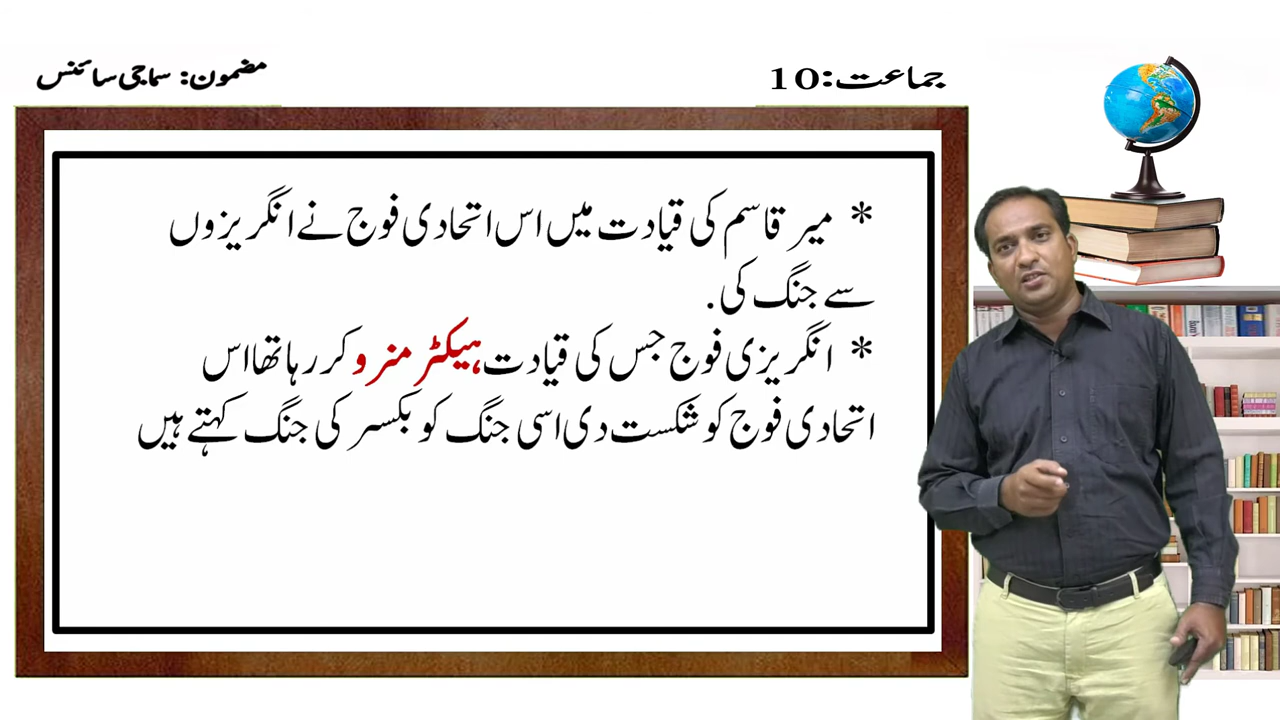 جماعت:10
مضمون: سماجی سائنس
* میر قاسم کی قیادت میں اس اتحادی فوج نے انگریزوں
سے جنگ کی.
* انگریزی فوج جس کی قیادت ہیکٹر منرو کر رہا تھا اس
اتحادی فوج کو شکست دی اسی جنگ کو بکسر کی جنگ کہتے ہیں